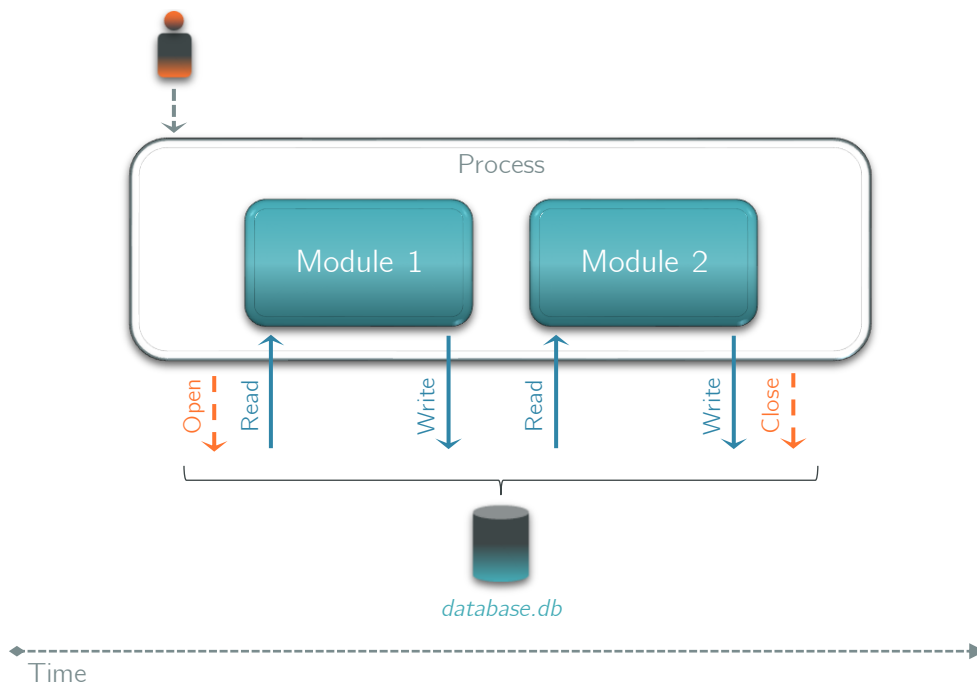 Process
Module 1
Module 2
Open
Read
Write
Read
Write
Close
database.db
Time